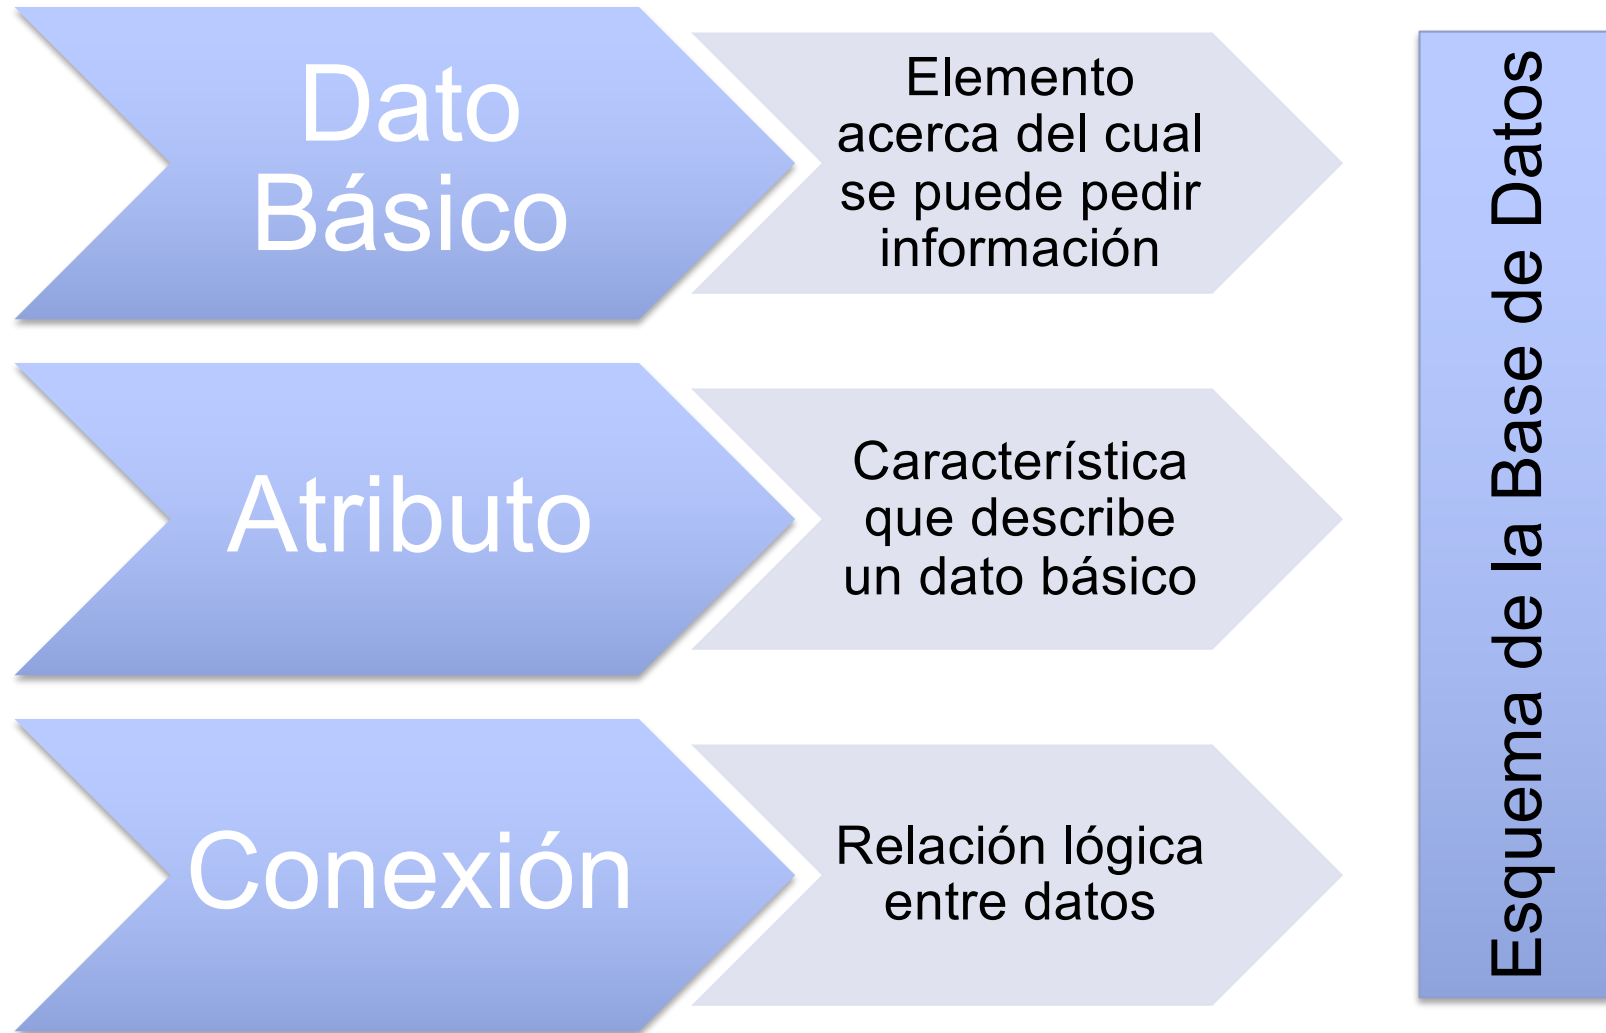 Dato
Básico
Elemento
acerca del cual
se puede pedir
información
Atributo
Característica
que describe
un dato básico
Conexión
Relación lógica
entre datos
Esquema de la Base de Datos